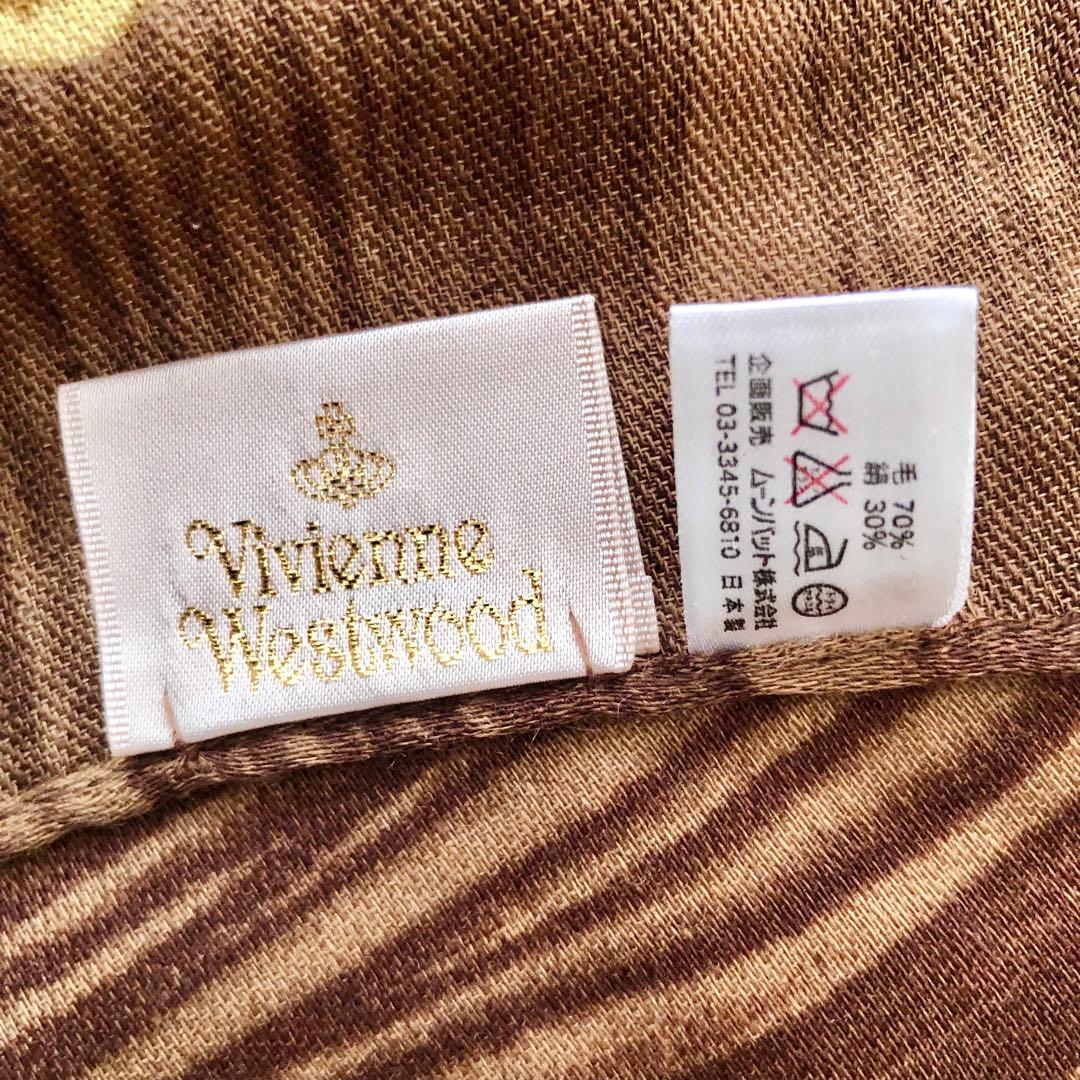 Vivienne
Westwood
毛 70%
絹 30%
企画販売 ムーンバット株式会社
TEL 03-3345-6810 日本製